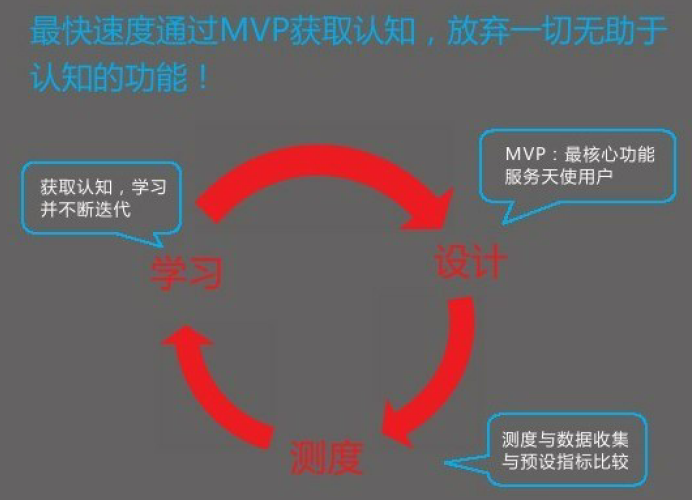 最快速度通过MVP获取认知，放弃一切无助于
认知的功能！
MVP：最核心功能
服务天使用户
获取认知，学习
并不断迭代
学习
设计
测度与数据收集
与预设指标比较
测度